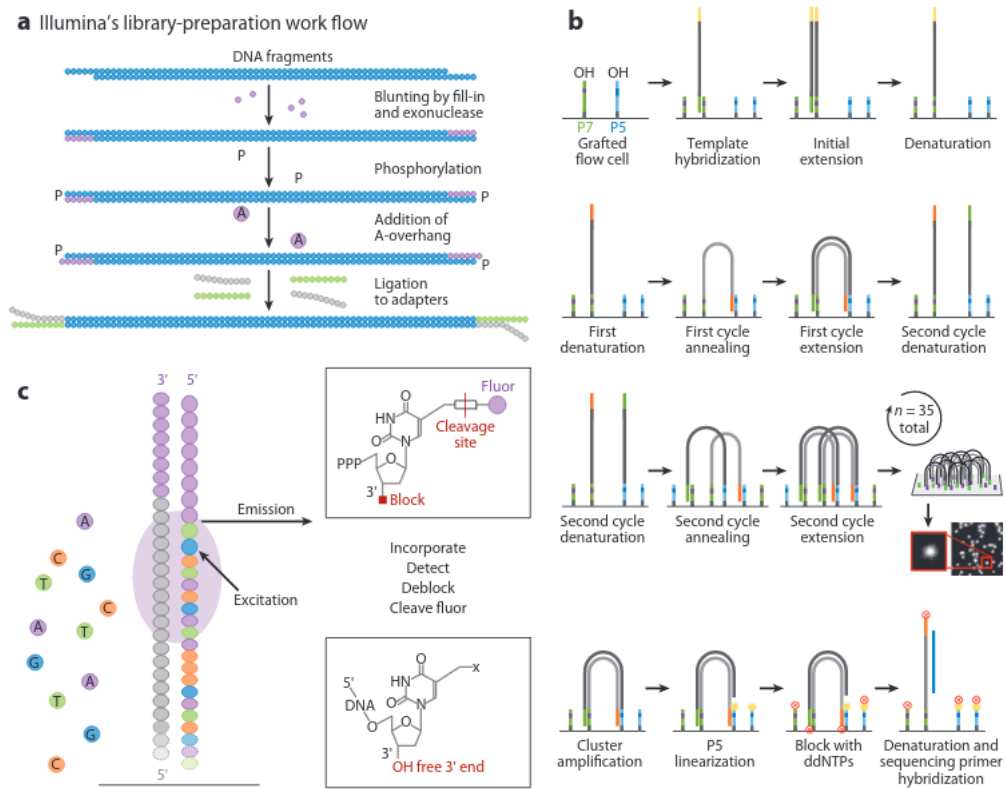 a Illumina's library-preparation work flow
DNA fragments
Blunting by fill-in
and exonuclease
P
P
Phosphorylation
P
P
A
A
Addition of
A-overhang
P
P
Ligation
to adapters
b
OH
OH
P7
P5
Grafted
flow cell
Template
hybridization
Initial
extension
Denaturation
First
denaturation
First cycle
annealing
First cycle
extension
Second cycle
denaturation
Second cycle
denaturation
Second cycle
annealing
Second cycle
extension
n = 35
total
Cluster
amplification
P5
linearization
Block with
ddNTPs
Denaturation and
sequencing primer
hybridization
c
3'
5'
A
C
G
T
C
A
T
G
A
T
G
C
5'
Emission
Excitation
O
HN
O
N
Fluor
Cleavage
site
PPP
O
3'
Block
Incorporate
Detect
Deblock
Cleave fluor
O
x
HN
5'
O
N
DNA
O
O
3'
OH free 3' end